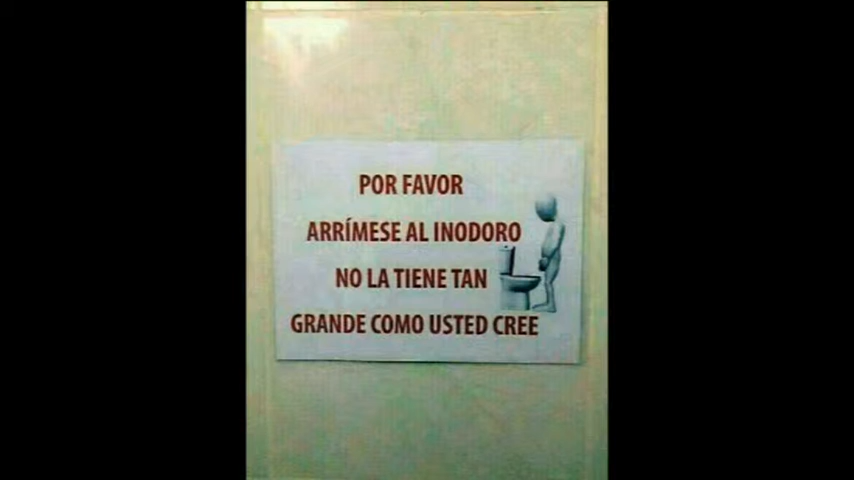 POR FAVOR
ARRÍMESE AL INODORO
NO LA TIENE TAN
GRANDE COMO USTED CREE